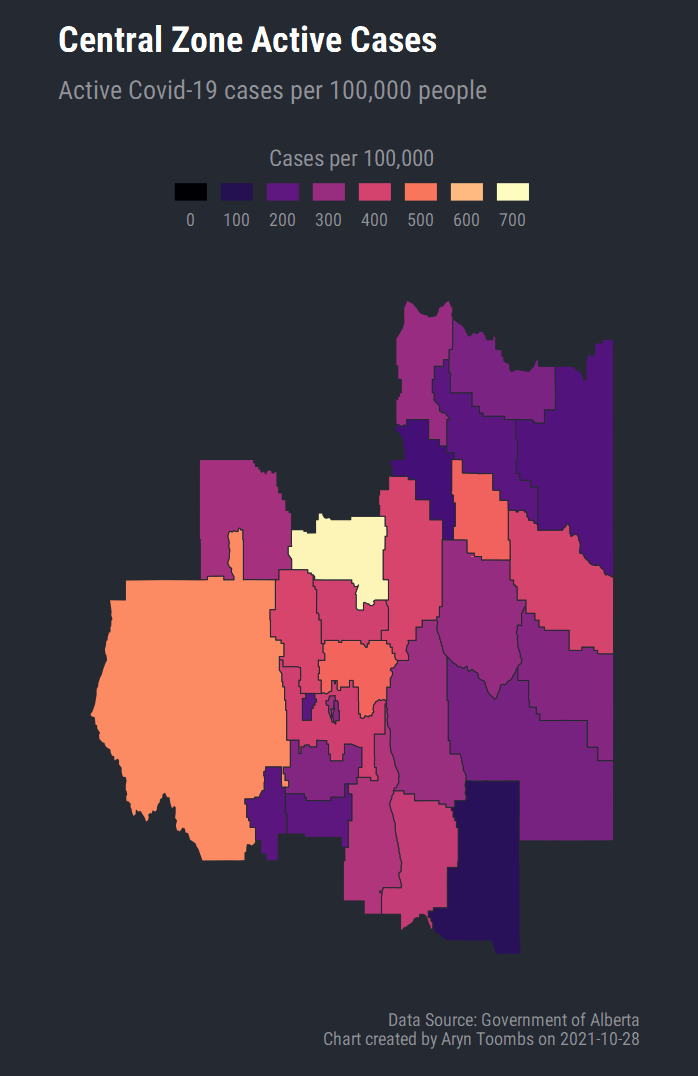 Central Zone Active Cases
Active Covid-19 cases per 100,000 people
Cases per 100,000
0 100 200 300 400 500 600 700
Data Source: Government of Alberta
Chart created by Aryn Toombs on 2021-10-28